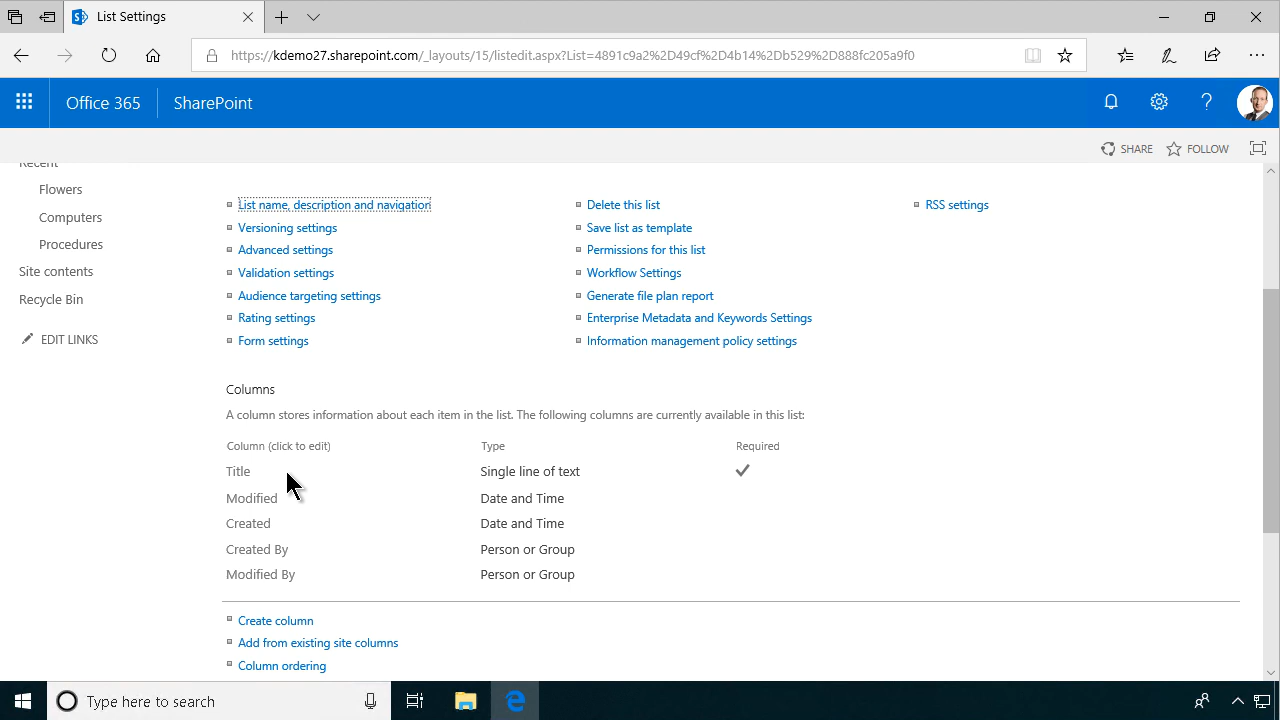 List Settings
https://kdemo27.sharepoint.com/_layouts/15/listedit.aspx?List=4891c9a2%2D49cf%2D4b14%2Db529%2D888fc205a9f0
Office 365
SharePoint
?
SHARE
FOLLOW
Recent
Flowers
Computers
Procedures
Site contents
Recycle Bin
EDIT LINKS
List name, description and navigation
Versioning settings
Advanced settings
Validation settings
Audience targeting settings
Rating settings
Form settings
Delete this list
Save list as template
Permissions for this list
Workflow Settings
Generate file plan report
Enterprise Metadata and Keywords Settings
Information management policy settings
RSS settings
Columns
A column stores information about each item in the list. The following columns are currently available in this list:
Column (click to edit) Type Required
Title Single line of text
Modified Date and Time
Created Date and Time
Created By Person or Group
Modified By Person or Group
Create column
Add from existing site columns
Column ordering
Type here to search